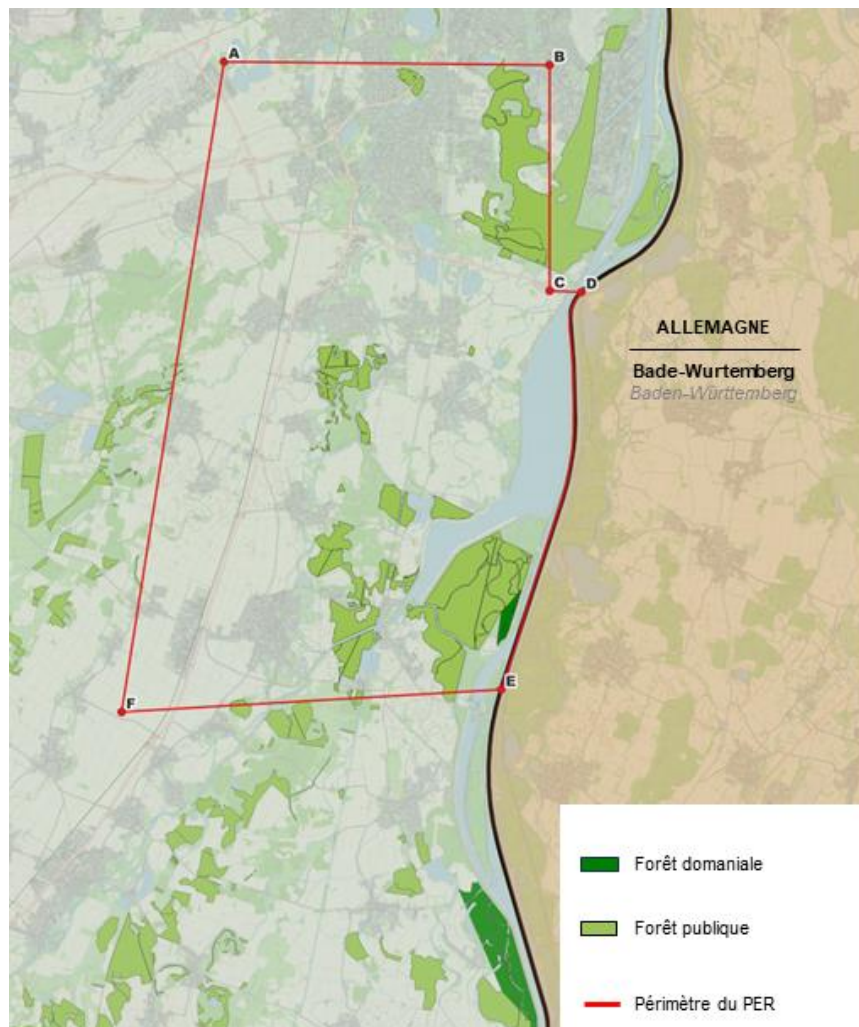 A
B
C
D
ALLEMAGNE
Bade-Wurtemberg
Baden-Württemberg
E
F
Forêt domaniale
Forêt publique
Périmètre du PER